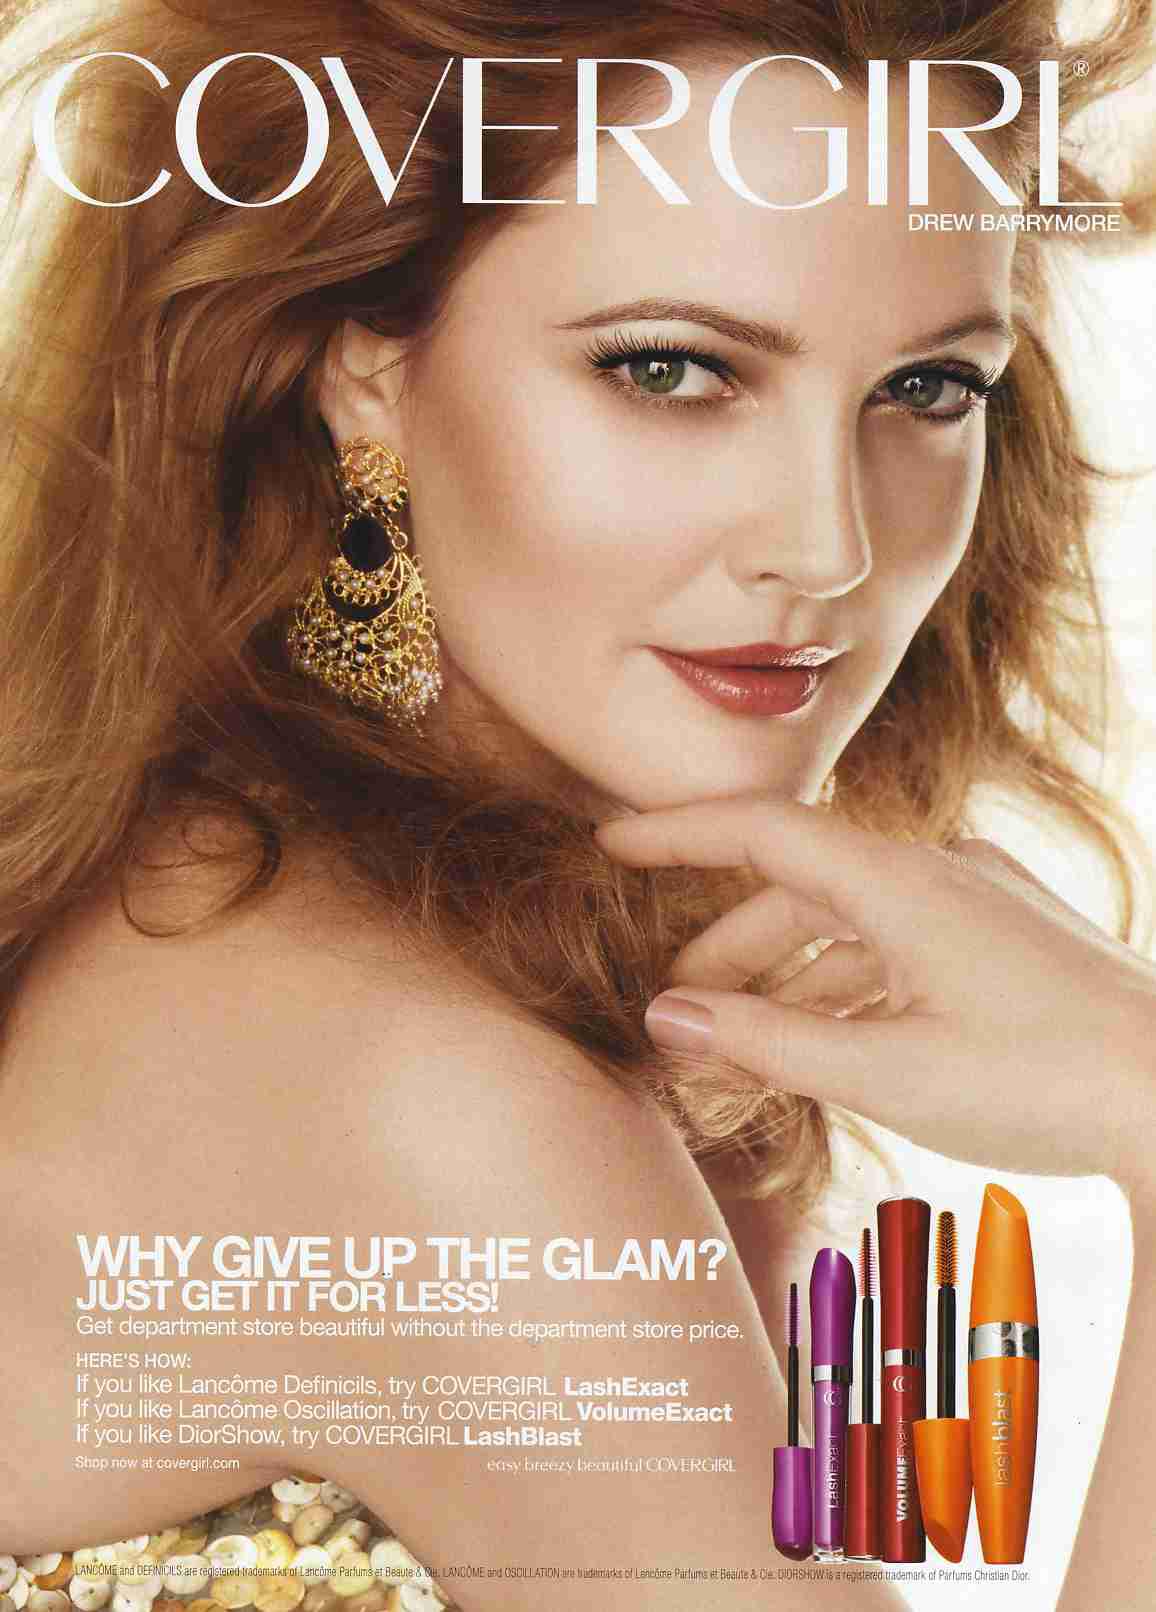 COVERGIRL®
DREW BARRYMORE
WHY GIVE UP THE GLAM?
JUST GET IT FOR LESS!
Get department store beautiful without the department store price.
HERE'S HOW:
If you like Lancôme Definicils, try COVERGIRL LashExact
If you like Lancôme Oscillation, try COVERGIRL VolumeExact
If you like DiorShow, try COVERGIRL LashBlast
Shop now at covergirl.com
easy breezy beautiful COVERGIRL
LashExact
VOLUMEExact
lashblast
LANCÔME and DEFINICILS are registered trademarks of Lancôme Parfums et Beaute & Cie. LANCÔME and OSCILLATION are trademarks of Lancôme Parfums et Beaute & Cie. DIORSHOW is a registered trademark of Parfums Christian Dior.